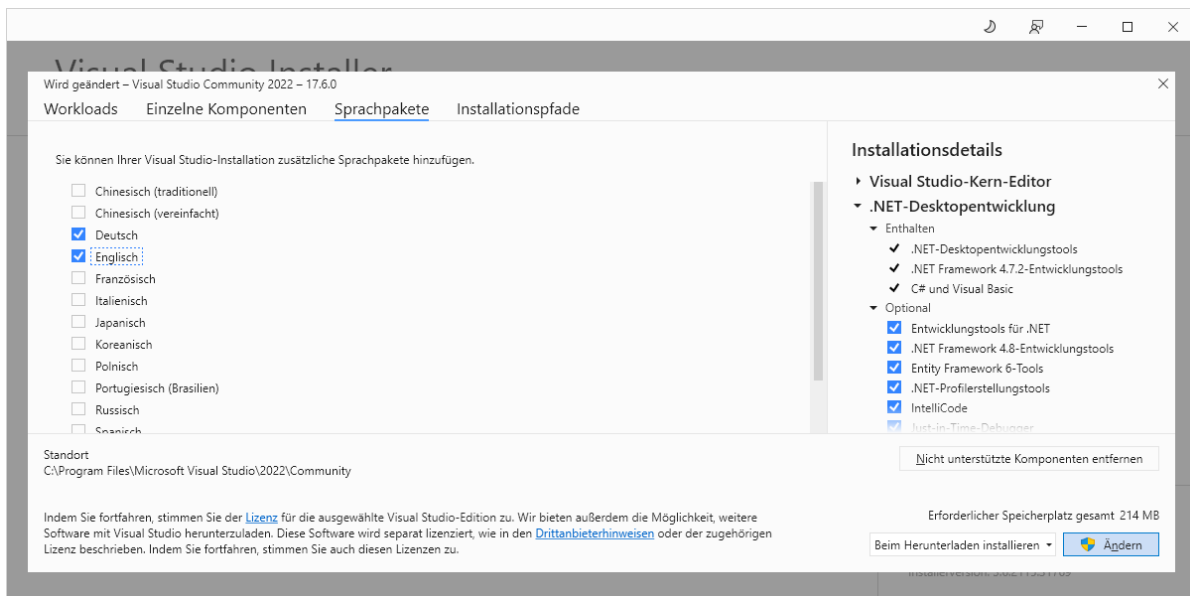 Visual Studio Installer
Wird geändert – Visual Studio Community 2022 – 17.6.0
Workloads Einzelne Komponenten Sprachpakete Installationspfade
Sie können Ihrer Visual Studio-Installation zusätzliche Sprachpakete hinzufügen.
Chinesisch (traditionell)
Chinesisch (vereinfacht)
Deutsch
Englisch
Französisch
Italienisch
Japanisch
Koreanisch
Polnisch
Portugiesisch (Brasilien)
Russisch
Spanisch
Installationsdetails
Visual Studio-Kern-Editor
.NET-Desktopentwicklung
Enthalten
.NET-Desktopentwicklungstools
.NET Framework 4.7.2-Entwicklungstools
C# und Visual Basic
Optional
Entwicklungstools für .NET
.NET Framework 4.8-Entwicklungstools
Entity Framework 6-Tools
.NET-Profilerstellungstools
IntelliCode
Just-in-Time-Debugger
Standort
C:\Program Files\Microsoft Visual Studio\2022\Community
Nicht unterstützte Komponenten entfernen
Indem Sie fortfahren, stimmen Sie der Lizenz für die ausgewählte Visual Studio-Edition zu. Wir bieten außerdem die Möglichkeit, weitere
Software mit Visual Studio herunterzuladen. Diese Software wird separat lizenziert, wie in den Drittanbieterhinweisen oder der zugehörigen
Lizenz beschrieben. Indem Sie fortfahren, stimmen Sie auch diesen Lizenzen zu.
Erforderlicher Speicherplatz gesamt 214 MB
Beim Herunterladen installieren Ändern